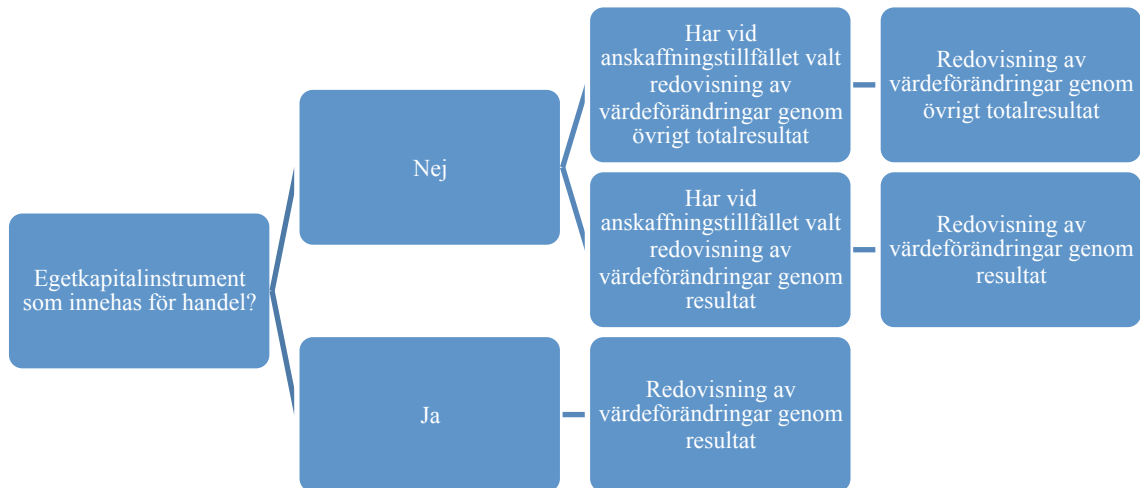 Egetkapitalinstrument
som innehas för handel?
Nej
Har vid
anskaffningstillfället valt
redovisning av
värdeförändringar genom
övrigt totalresultat
Redovisning av
värdeförändringar genom
övrigt totalresultat
Har vid
anskaffningstillfället valt
redovisning av
värdeförändringar genom
resultat
Redovisning av
värdeförändringar genom
resultat
Ja
Redovisning av
värdeförändringar genom
resultat